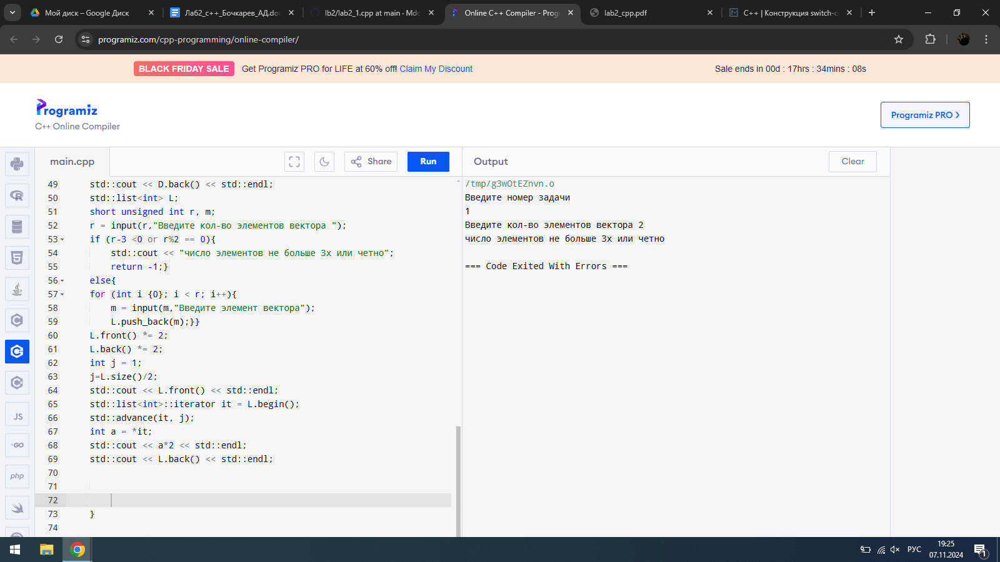 Мой диск – Google Диск
Лаб2_с++_Бочкарев_АД.doc
lb2/lab2_1.cpp at main · Mdc
Online C++ Compiler - Prog
lab2_cpp.pdf
C++ | Конструкция switch-c
programiz.com/cpp-programming/online-compiler/
BLACK FRIDAY SALE Get Programiz PRO for LIFE at 60% off! Claim My Discount
Sale ends in 00d : 17hrs : 34mins : 08s
Programiz
C++ Online Compiler
Programiz PRO ❯
main.cpp
Share
Run
Output
Clear
49 std::cout << D.back() << std::endl;
50 std::list<int> L;
51 short unsigned int r, m;
52 r = input(r,"Введите кол-во элементов вектора ");
53 if (r-3 <0 or r%2 == 0){
54 std::cout << "число элементов не больше 3х или четно";
55 return -1;}
56 else{
57 for (int i {0}; i < r; i++){
58 m = input(m,"Введите элемент вектора");
59 L.push_back(m);}}
60 L.front() *= 2;
61 L.back() *= 2;
62 int j = 1;
63 j=L.size()/2;
64 std::cout << L.front() << std::endl;
65 std::list<int>::iterator it = L.begin();
66 std::advance(it, j);
67 int a = *it;
68 std::cout << a*2 << std::endl;
69 std::cout << L.back() << std::endl;
70
71
72
73 }
74
/tmp/g3wOtEZnvn.o
Введите номер задачи
1
Введите кол-во элементов вектора 2
число элементов не больше 3х или четно
=== Code Exited With Errors ===
JS
GO
php
РУС
19:25
07.11.2024
1